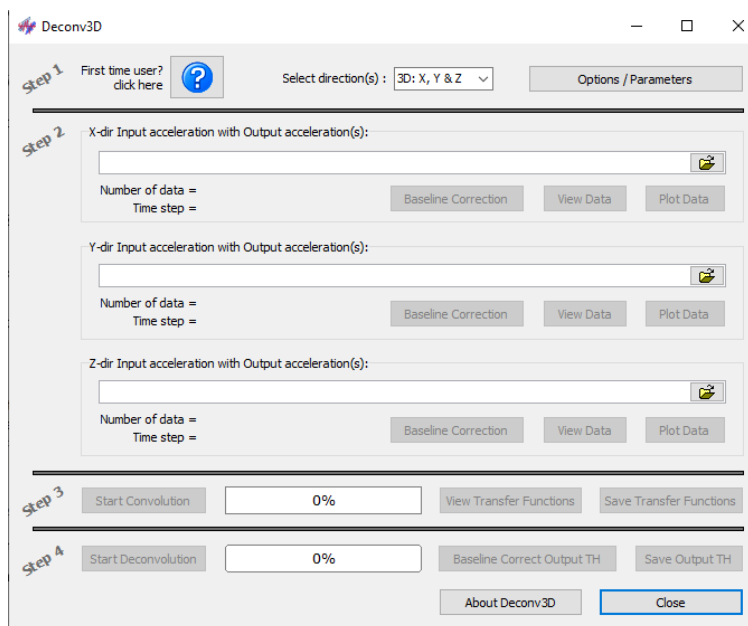 Deconv3D
Step 1
First time user?
click here
Select direction(s) : 3D: X, Y & Z
Options / Parameters
Step 2
X-dir Input acceleration with Output acceleration(s):
Number of data =
Time step =
Baseline Correction
View Data
Plot Data
Y-dir Input acceleration with Output acceleration(s):
Number of data =
Time step =
Baseline Correction
View Data
Plot Data
Z-dir Input acceleration with Output acceleration(s):
Number of data =
Time step =
Baseline Correction
View Data
Plot Data
Step 3
Start Convolution
0%
View Transfer Functions
Save Transfer Functions
Step 4
Start Deconvolution
0%
Baseline Correct Output TH
Save Output TH
About Deconv3D
Close